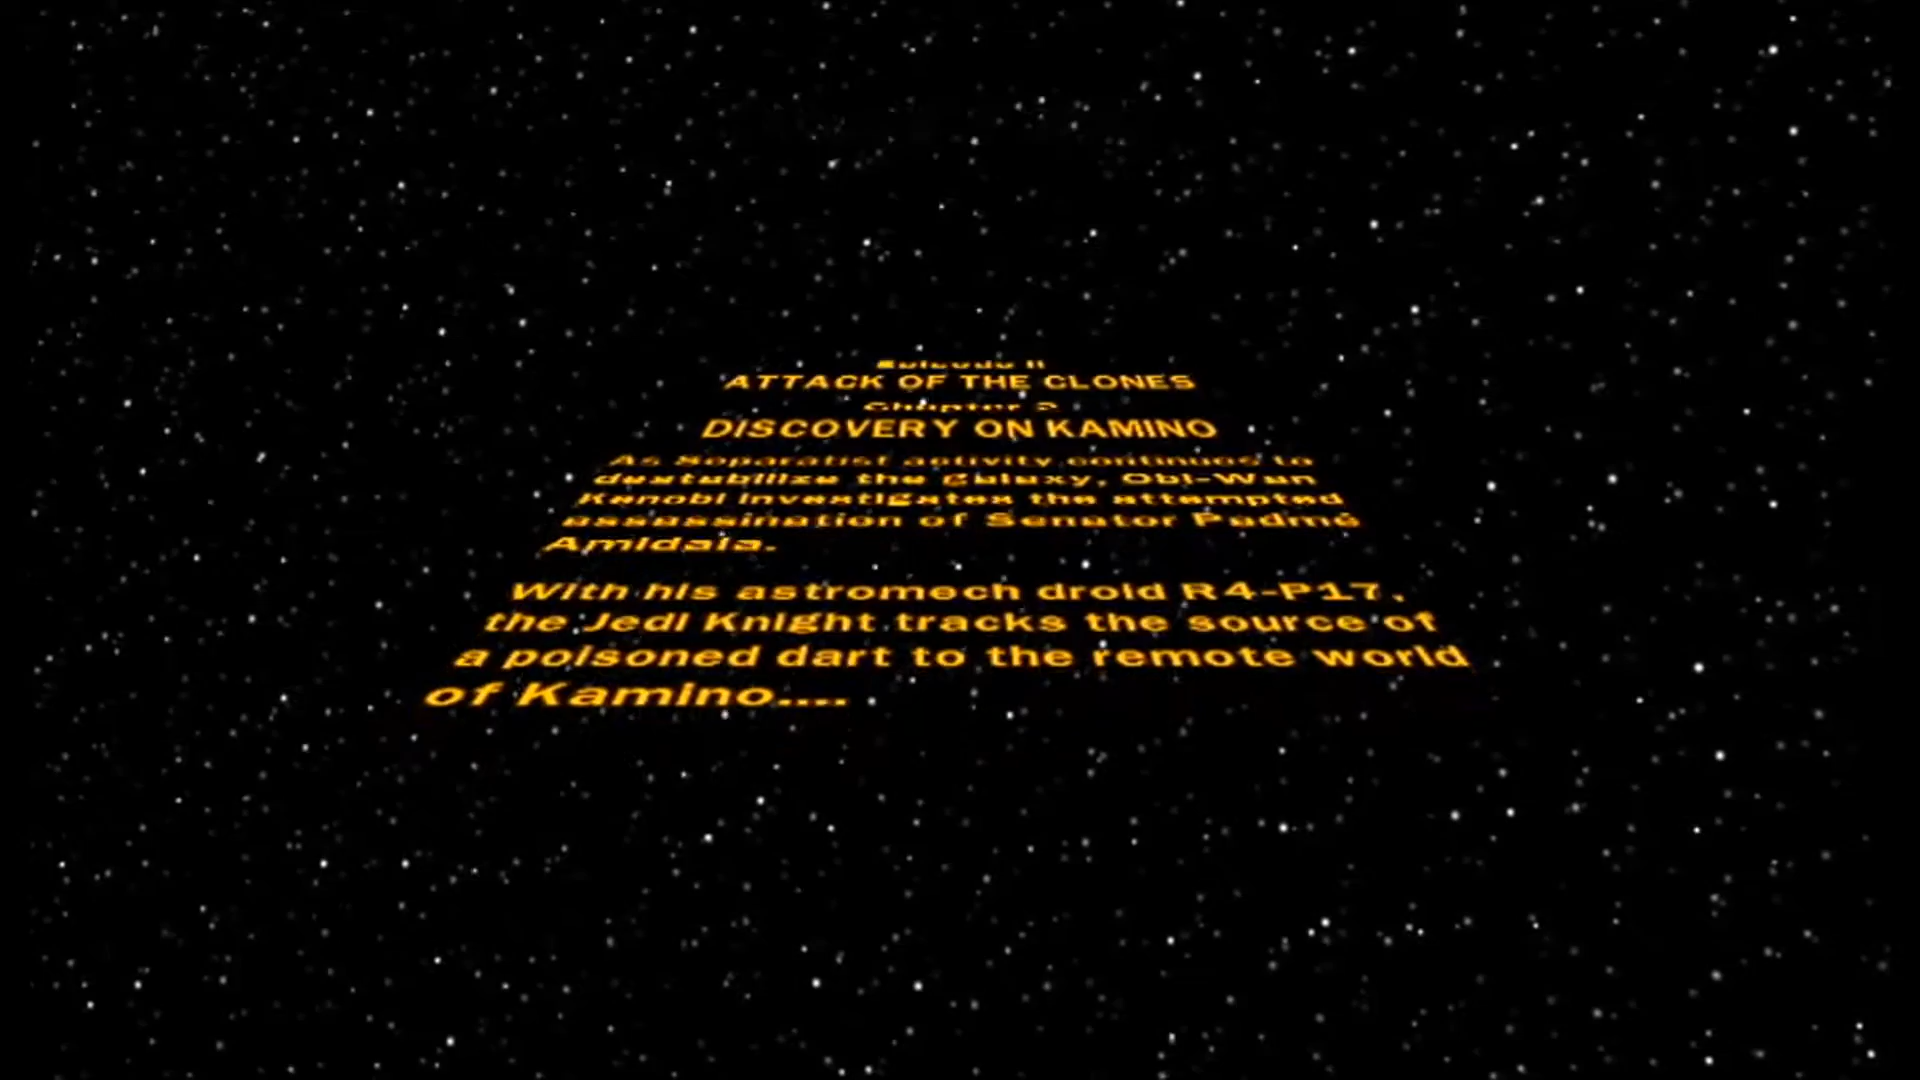 Episode II
ATTACK OF THE CLONES
Chapter 2
DISCOVERY ON KAMINO
As Separatist activity continues to
destabilize the galaxy, Obi-Wan
Kenobi investigates the attempted
assassination of Senator Padmé
Amidala.
With his astromech droid R4-P17,
the Jedi Knight tracks the source of
a poisoned dart to the remote world
of Kamino....